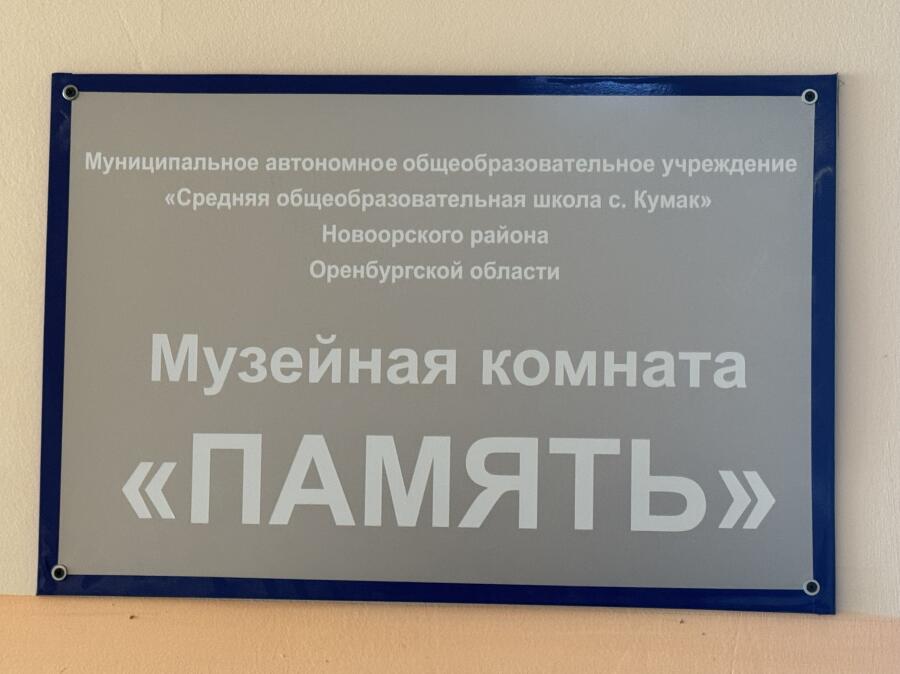 Муниципальное автономное общеобразовательное учреждение
«Средняя общеобразовательная школа с. Кумак»
Новоорского района
Оренбургской области
Музейная комната
«ПАМЯТЬ»